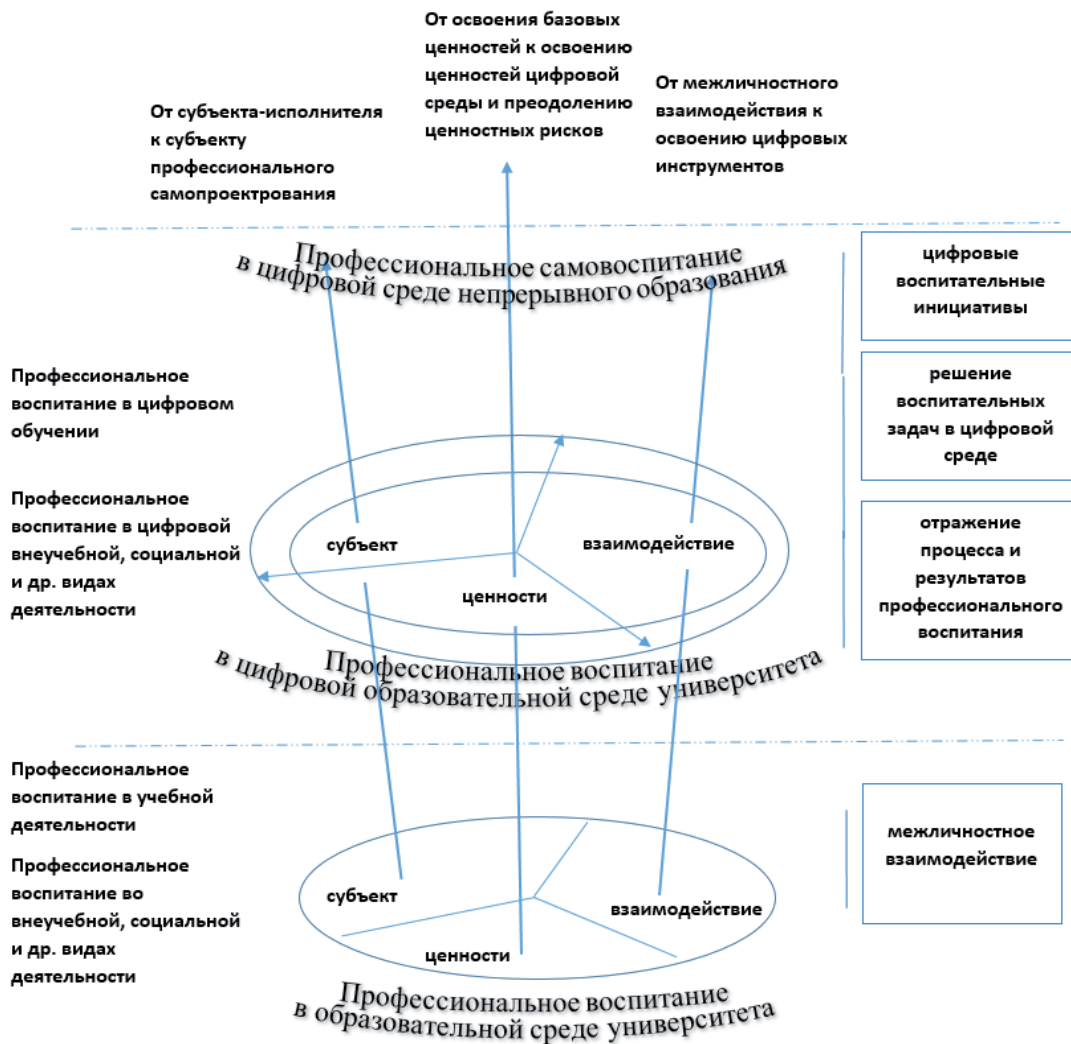 От освоения базовых
ценностей к освоению
ценностей цифровой
среды и преодолению
ценностных рисков
От субъекта-исполнителя
к субъекту
профессионального
самопроектрования
От межличностного
взаимодействия к
освоению цифровых
инструментов
Профессиональное самовоспитание
в цифровой среде непрерывного образования
цифровые
воспитательные
инициативы
Профессиональное
воспитание в цифровом
обучении
решение
воспитательных
задач в цифровой
среде
Профессиональное
воспитание в цифровой
внеучебной, социальной
и др. видах
деятельности
субъект
взаимодействие
ценности
отражение
процесса и
результатов
профессионального
воспитания
Профессиональное воспитание
в цифровой образовательной среде университета
Профессиональное
воспитание в учебной
деятельности
Профессиональное
воспитание во
внеучебной, социальной
и др. видах
деятельности
субъект
взаимодействие
ценности
межличностное
взаимодействие
Профессиональное воспитание
в образовательной среде университета